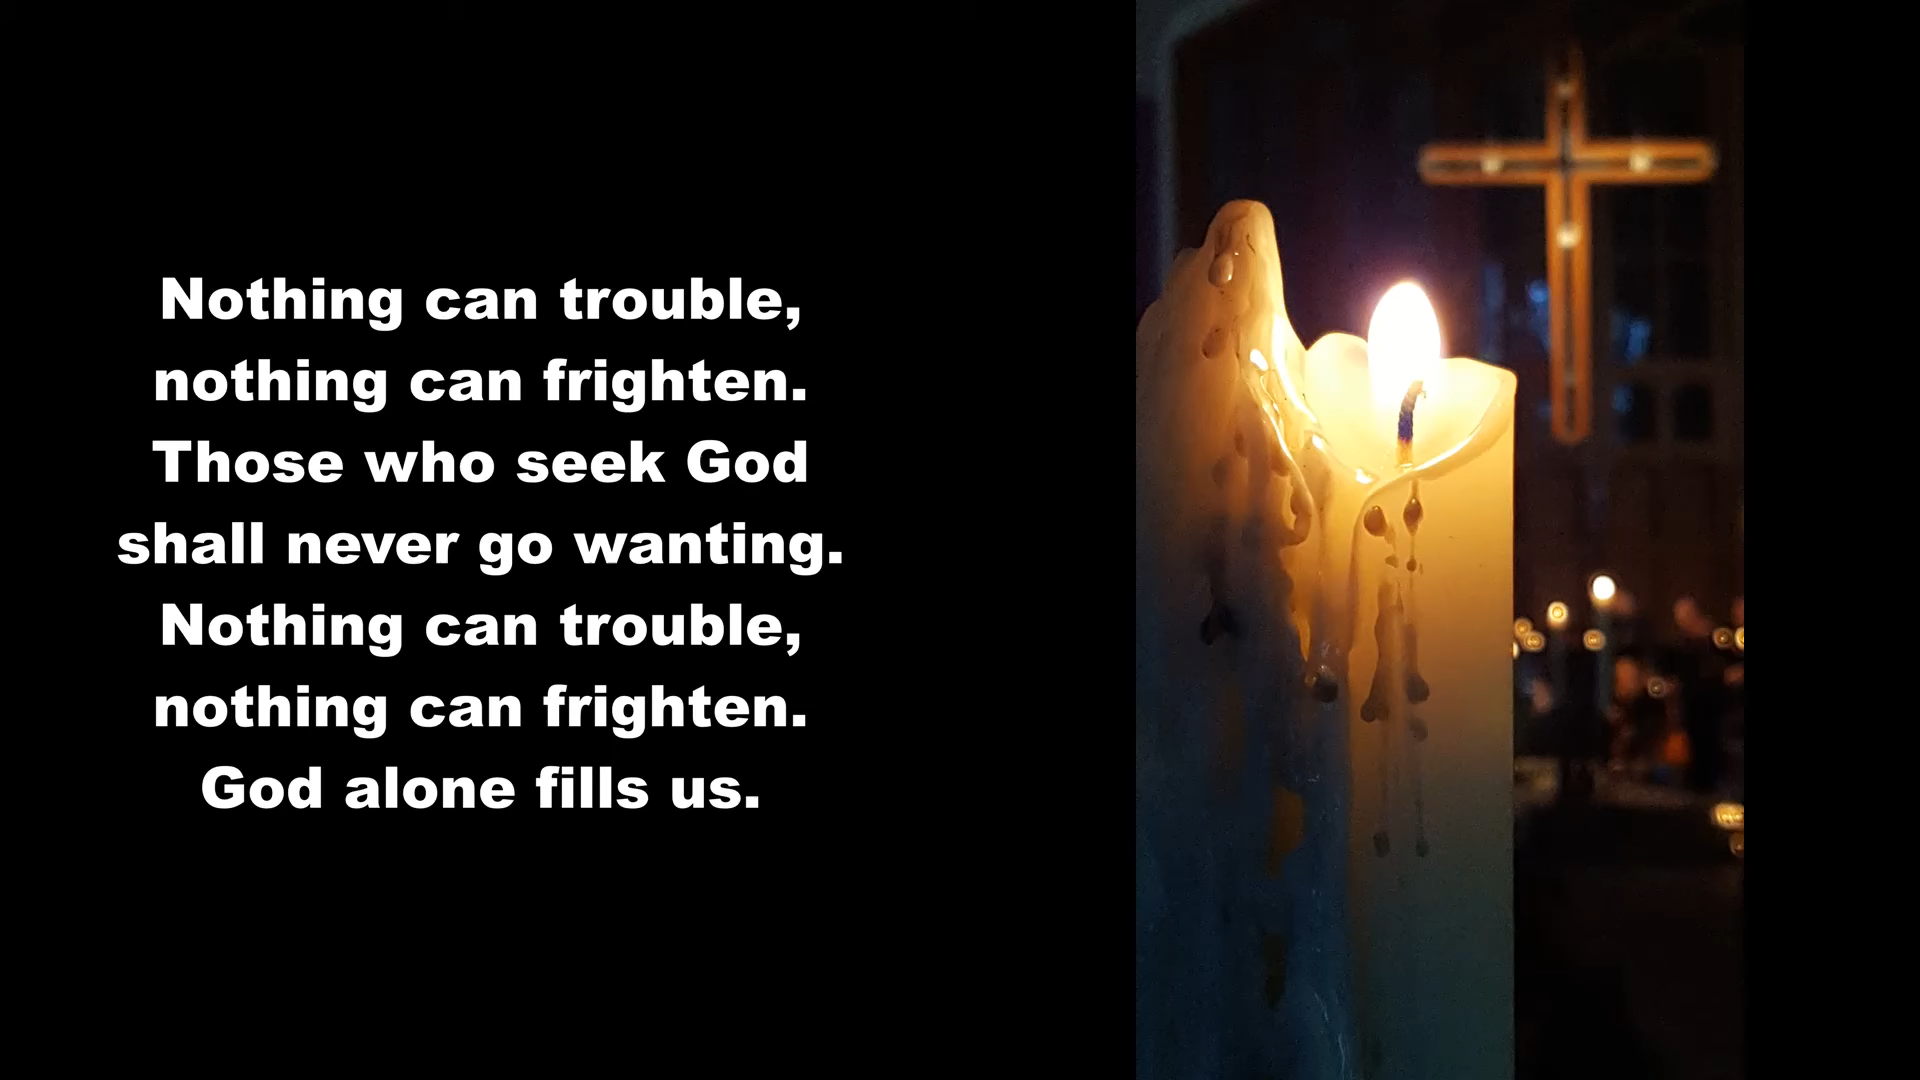 Nothing can trouble,
nothing can frighten.
Those who seek God
shall never go wanting.
Nothing can trouble,
nothing can frighten.
God alone fills us.